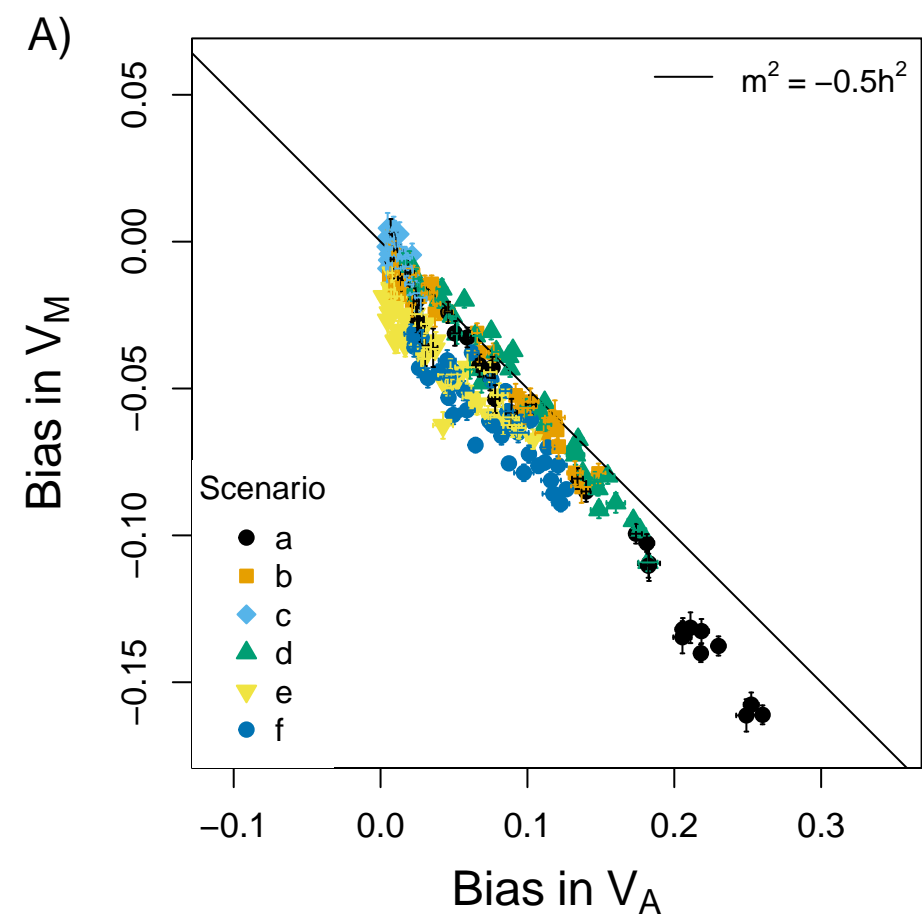 A)
m² = −0.5h²
Bias in V_M
0.05
0.00
−0.05
−0.10
−0.15
Scenario
a
b
c
d
e
f
−0.1
0.0
0.1
0.2
0.3
Bias in V_A